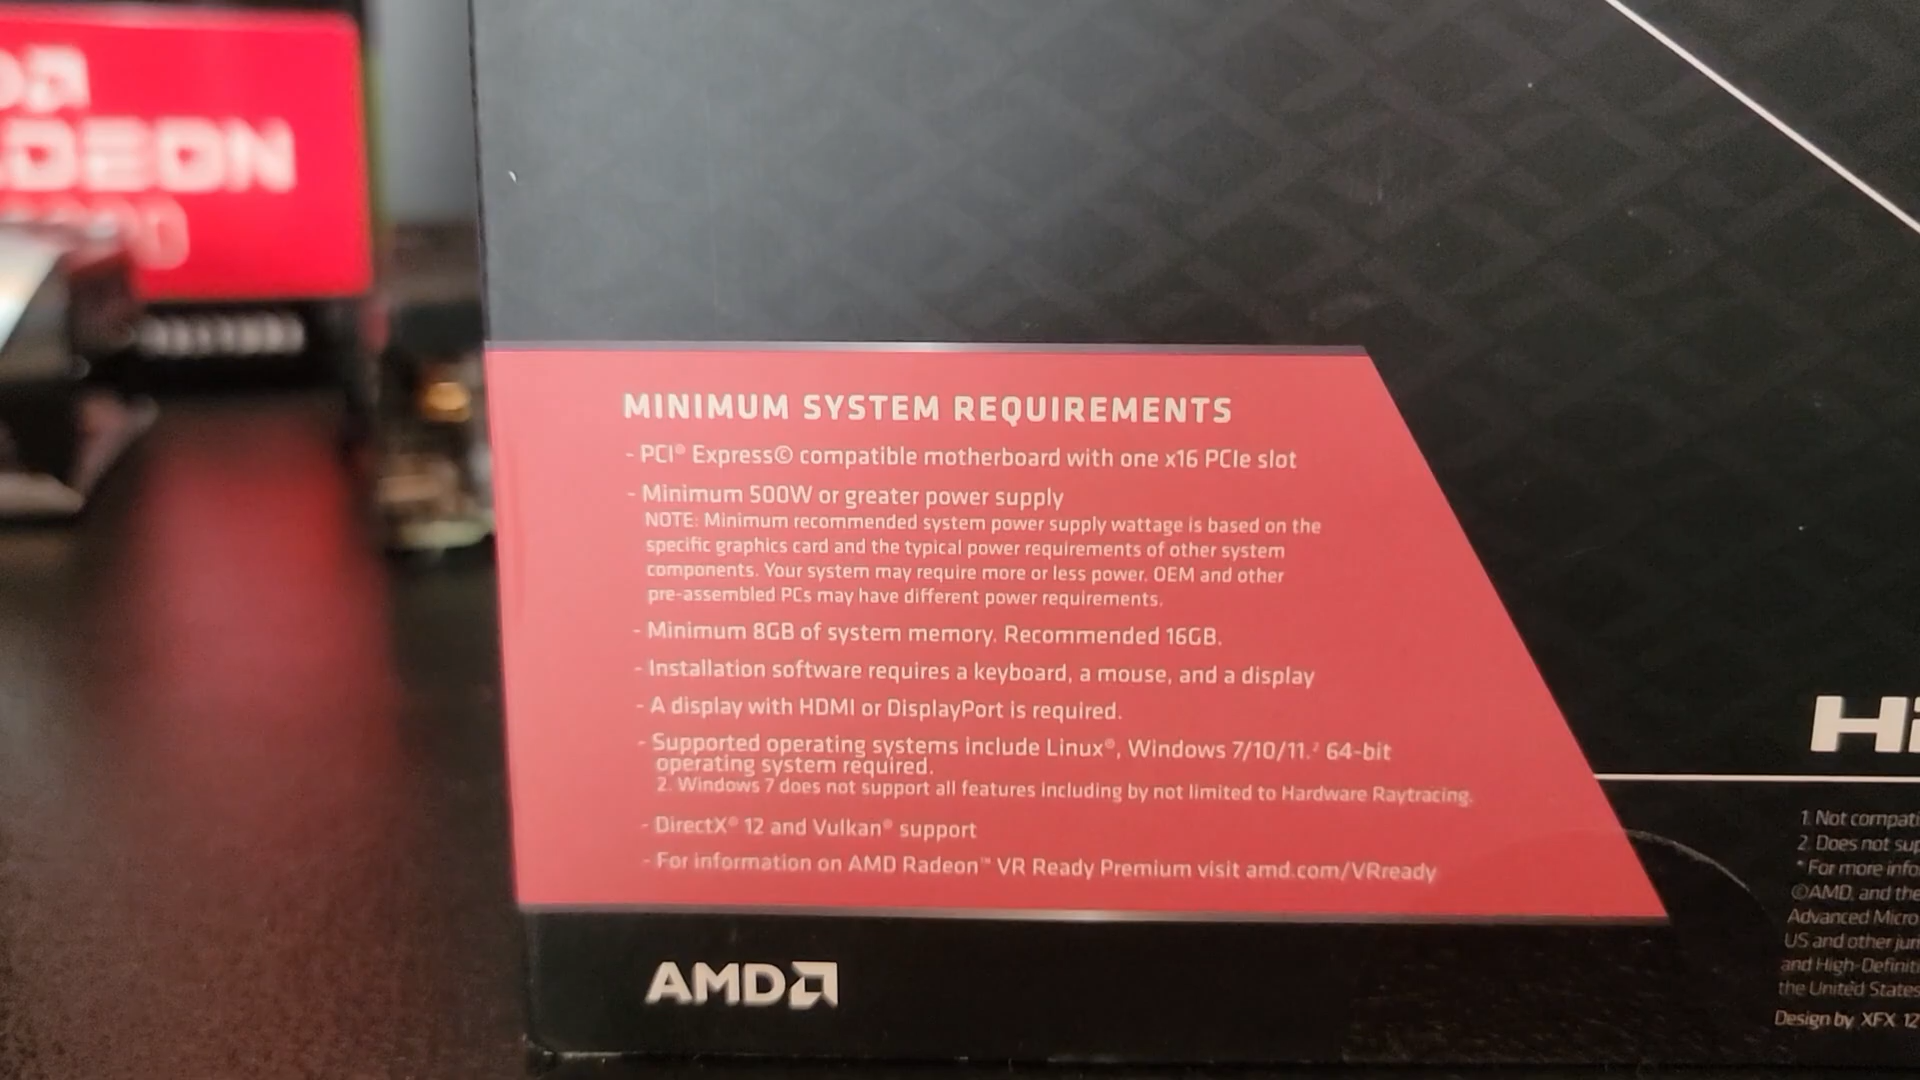 DEON
MINIMUM SYSTEM REQUIREMENTS
- PCI® Express© compatible motherboard with one x16 PCIe slot
- Minimum 500W or greater power supply
NOTE: Minimum recommended system power supply wattage is based on the
specific graphics card and the typical power requirements of other system
components. Your system may require more or less power. OEM and other
pre-assembled PCs may have different power requirements.
- Minimum 8GB of system memory. Recommended 16GB.
- Installation software requires a keyboard, a mouse, and a display
- A display with HDMI or DisplayPort is required.
- Supported operating systems include Linux®, Windows 7/10/11.² 64-bit
operating system required.
2. Windows 7 does not support all features including by not limited to Hardware Raytracing.
- DirectX® 12 and Vulkan® support
- For information on AMD Radeon™ VR Ready Premium visit amd.com/VRready
AMD
Hi
1. Not compati
2. Does not sup
* For more info
©AMD, and the
Advanced Micro
US and other juri
and High-Definiti
the United States
Design by XFX 12